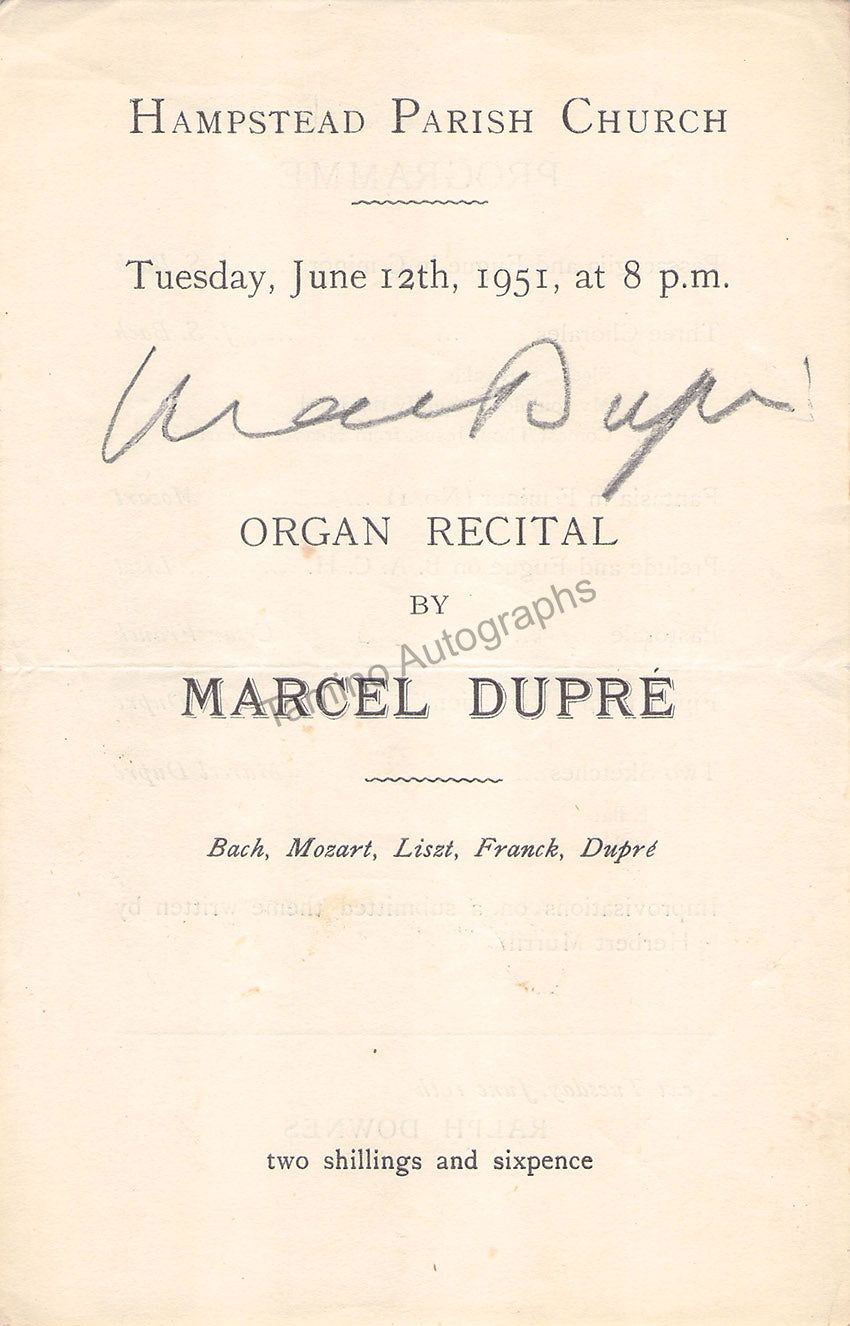 HAMPSTEAD PARISH CHURCH
Tuesday, June 12th, 1951, at 8 p.m.
Marcel Dupré
ORGAN RECITAL
BY
Tamino Autographs
MARCEL DUPRÉ
Bach, Mozart, Liszt, Franck, Dupré
two shillings and sixpence